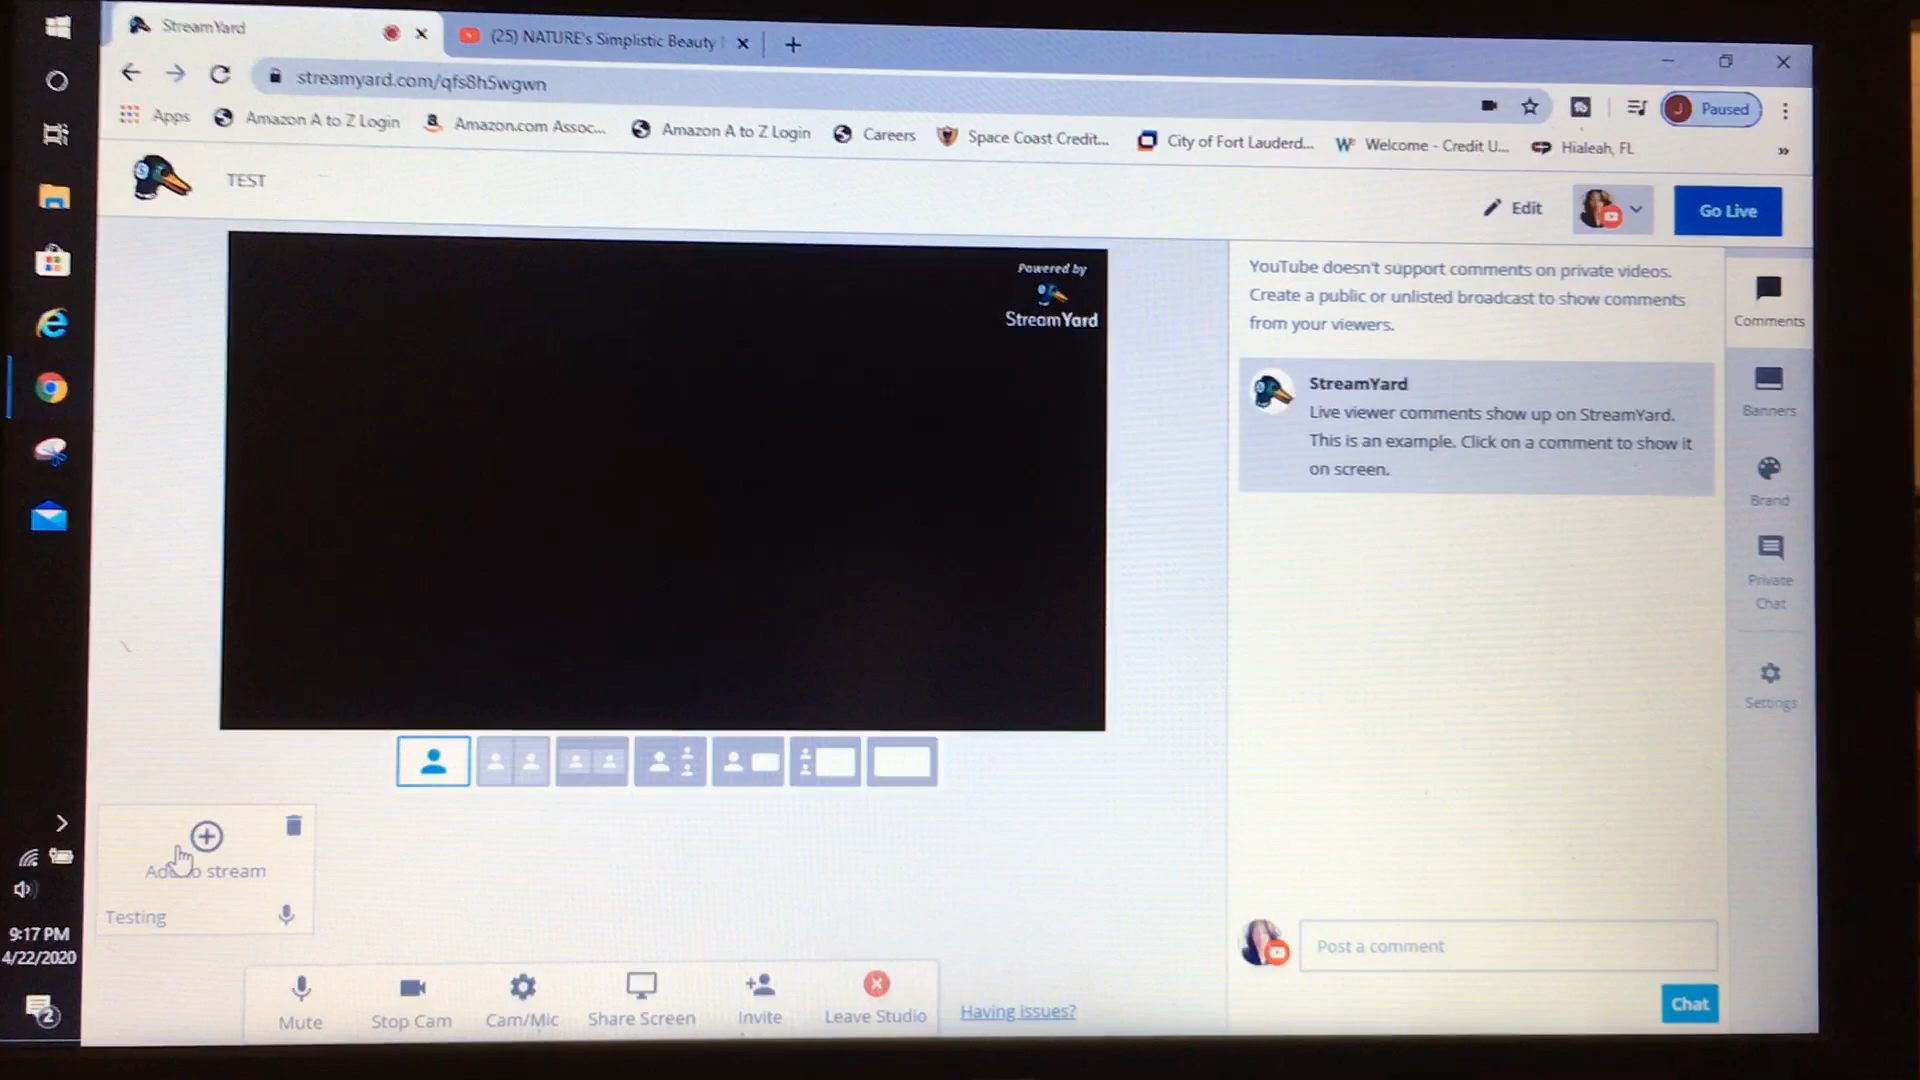 StreamYard
(25) NATURE's Simplistic Beauty
streamyard.com/qfs8h5wgwn
Paused
Apps
Amazon A to Z Login
Amazon.com Assoc...
Amazon A to Z Login
Careers
Space Coast Credit...
City of Fort Lauderd...
Welcome - Credit U...
Hialeah, FL
»
TEST
Edit
Go Live
Powered by
StreamYard
YouTube doesn't support comments on private videos.
Create a public or unlisted broadcast to show comments
from your viewers.
StreamYard
Live viewer comments show up on StreamYard.
This is an example. Click on a comment to show it
on screen.
Comments
Banners
Brand
Private
Chat
Settings
stream
Testing
9:17 PM
4/22/2020
2
Mute
Stop Cam
Cam/Mic
Share Screen
Invite
Leave Studio
Having issues?
Post a comment
Chat